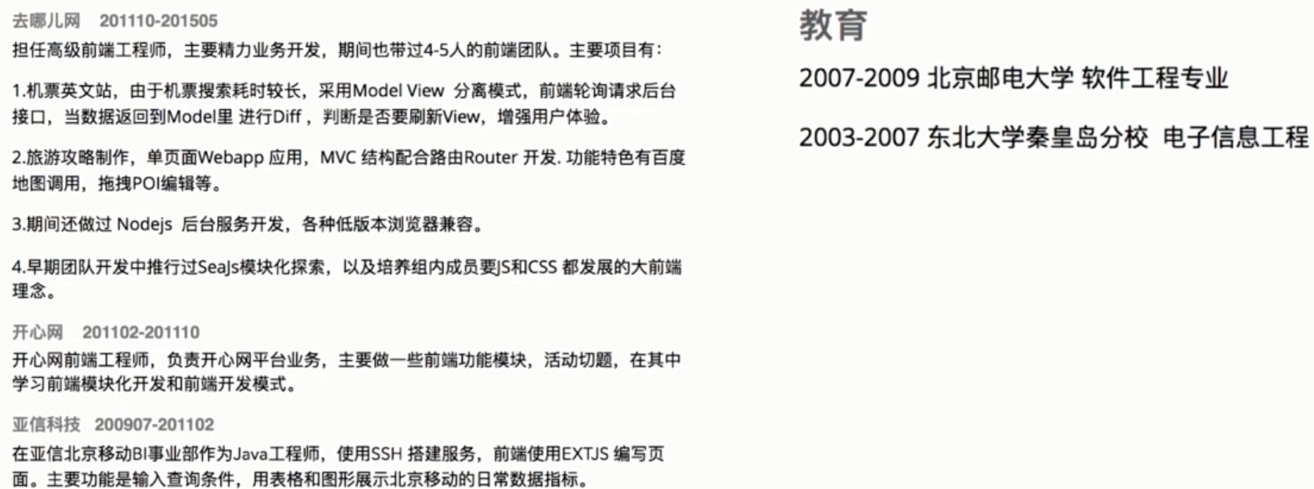 去哪儿网 201110-201505
担任高级前端工程师，主要精力业务开发，期间也带过4-5人的前端团队。主要项目有：
1.机票英文站，由于机票搜索耗时较长，采用Model View 分离模式，前端轮询请求后台
接口，当数据返回到Model里 进行Diff ，判断是否要刷新View，增强用户体验。
2.旅游攻略制作，单页面Webapp 应用，MVC 结构配合路由Router 开发. 功能特色有百度
地图调用，拖拽POI编辑等。
3.期间还做过 Nodejs 后台服务开发，各种低版本浏览器兼容。
4.早期团队开发中推行过SeaJs模块化探索，以及培养组内成员要JS和CSS 都发展的大前端
理念。
开心网 201102-201110
开心网前端工程师，负责开心网平台业务，主要做一些前端功能模块，活动切题，在其中
学习前端模块化开发和前端开发模式。
亚信科技 200907-201102
在亚信北京移动BI事业部作为Java工程师，使用SSH 搭建服务，前端使用EXTJS 编写页
面。主要功能是输入查询条件，用表格和图形展示北京移动的日常数据指标。
教育
2007-2009 北京邮电大学 软件工程专业
2003-2007 东北大学秦皇岛分校 电子信息工程